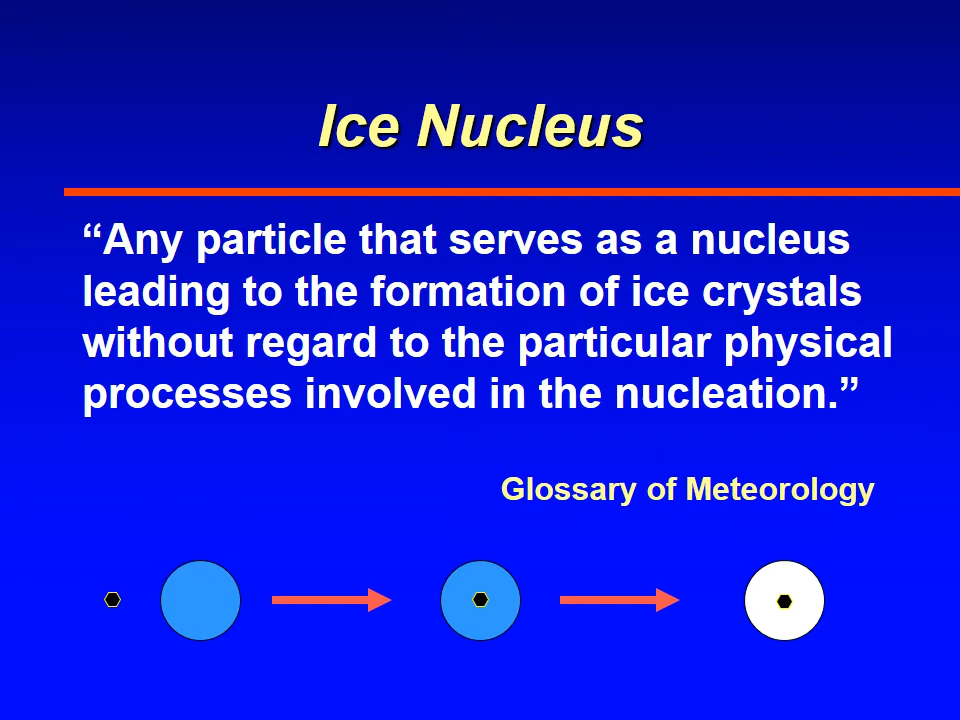 Ice Nucleus
“Any particle that serves as a nucleus
leading to the formation of ice crystals
without regard to the particular physical
processes involved in the nucleation.”
Glossary of Meteorology